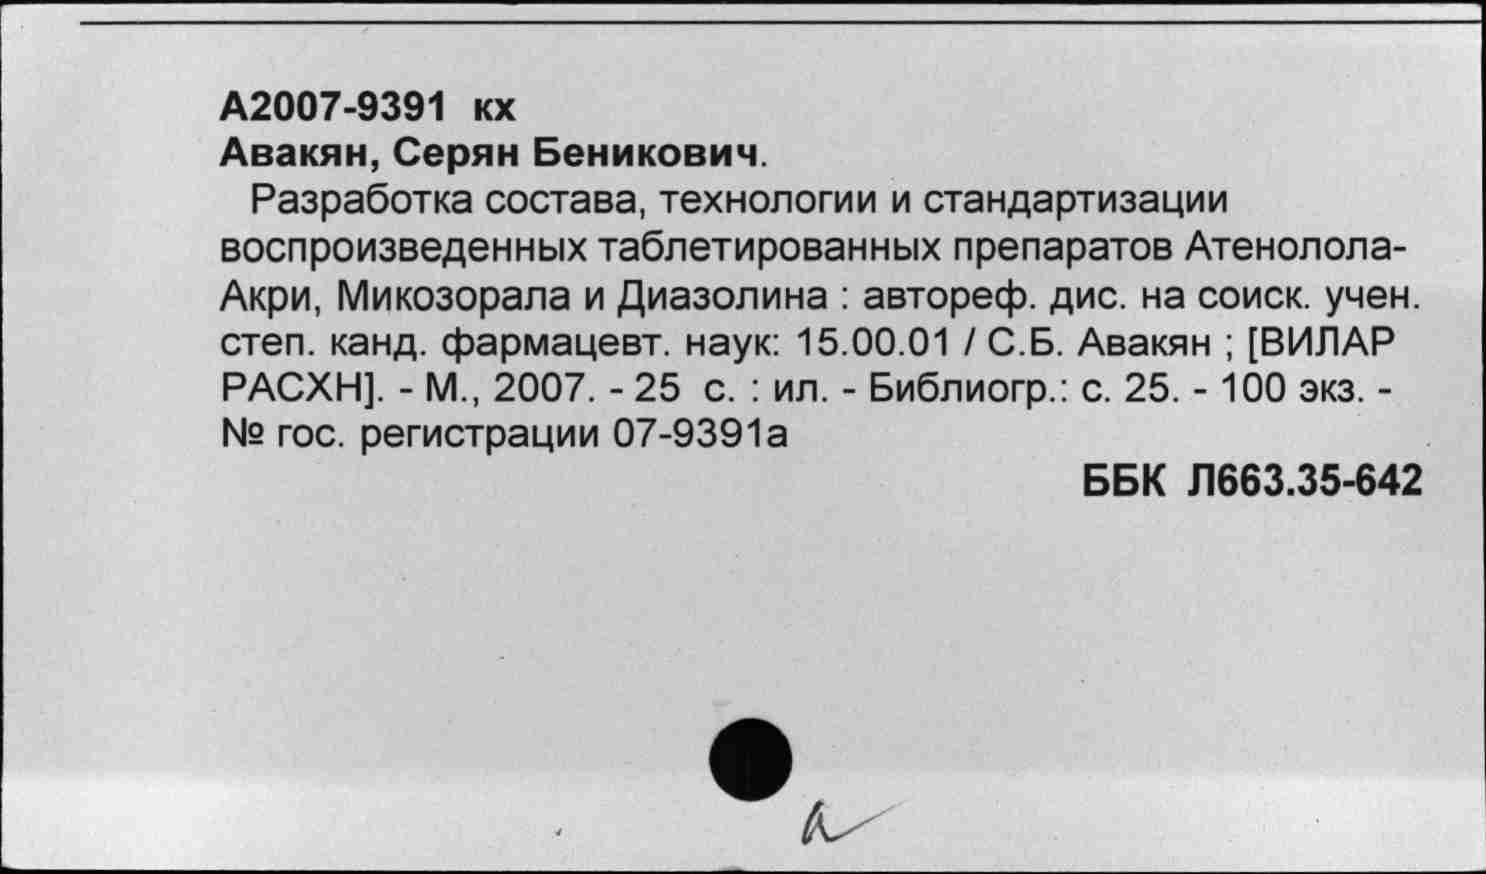 А2007-9391 кх
Авакян, Серян Беникович.
Разработка состава, технологии и стандартизации
воспроизведенных таблетированных препаратов Атенолола-
Акри, Микозорала и Диазолина : автореф. дис. на соиск. учен.
степ. канд. фармацевт. наук: 15.00.01 / С.Б. Авакян ; [ВИЛАР
РАСХН]. - М., 2007. - 25 с. : ил. - Библиогр.: с. 25. - 100 экз. -
№ гос. регистрации 07-9391а
ББК Л663.35-642
а